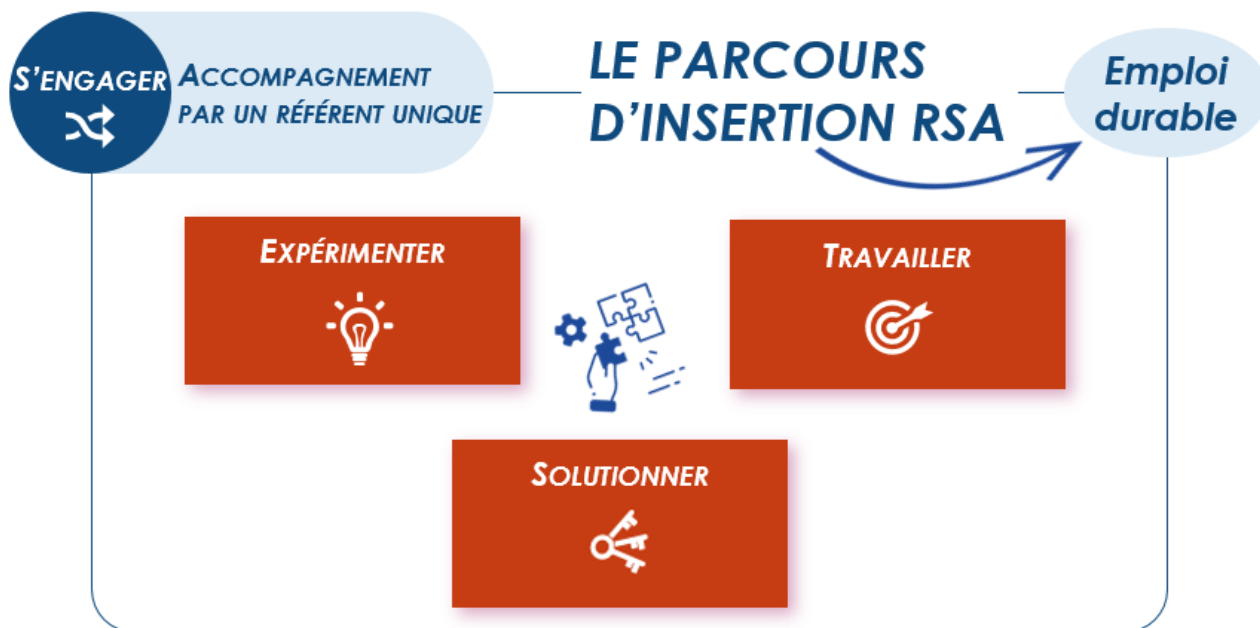 S'ENGAGER
ACCOMPAGNEMENT
PAR UN RÉFÉRENT UNIQUE
LE PARCOURS
D'INSERTION RSA
Emploi
durable
EXPÉRIMENTER
TRAVAILLER
SOLUTIONNER